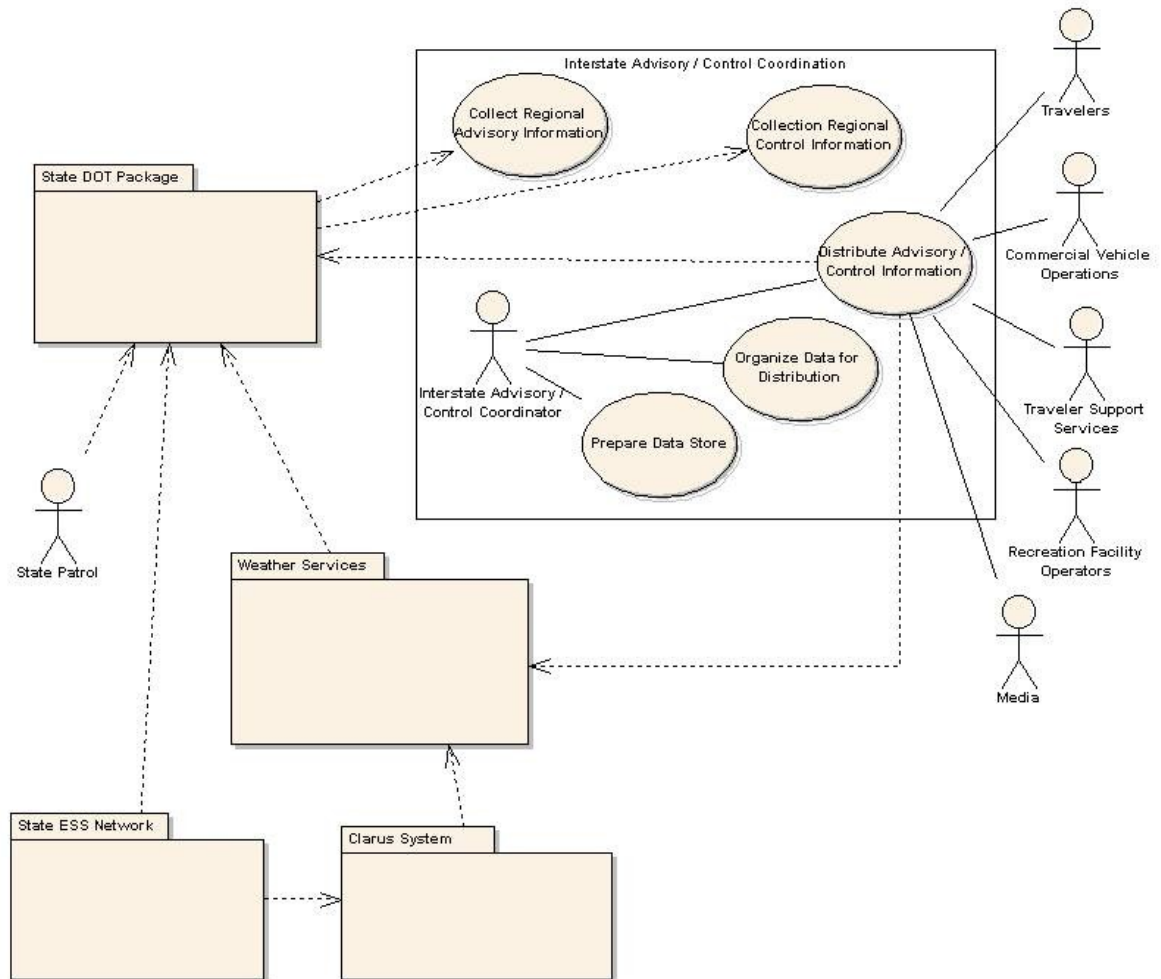 Interstate Advisory / Control Coordination
Collect Regional
Advisory Information
Collection Regional
Control Information
Travelers
State DOT Package
Distribute Advisory /
Control Information
Commercial Vehicle
Operations
Interstate Advisory /
Control Coordinator
Organize Data for
Distribution
Traveler Support
Services
Prepare Data Store
State Patrol
Recreation Facility
Operators
Weather Services
Media
State ESS Network
Clarus System